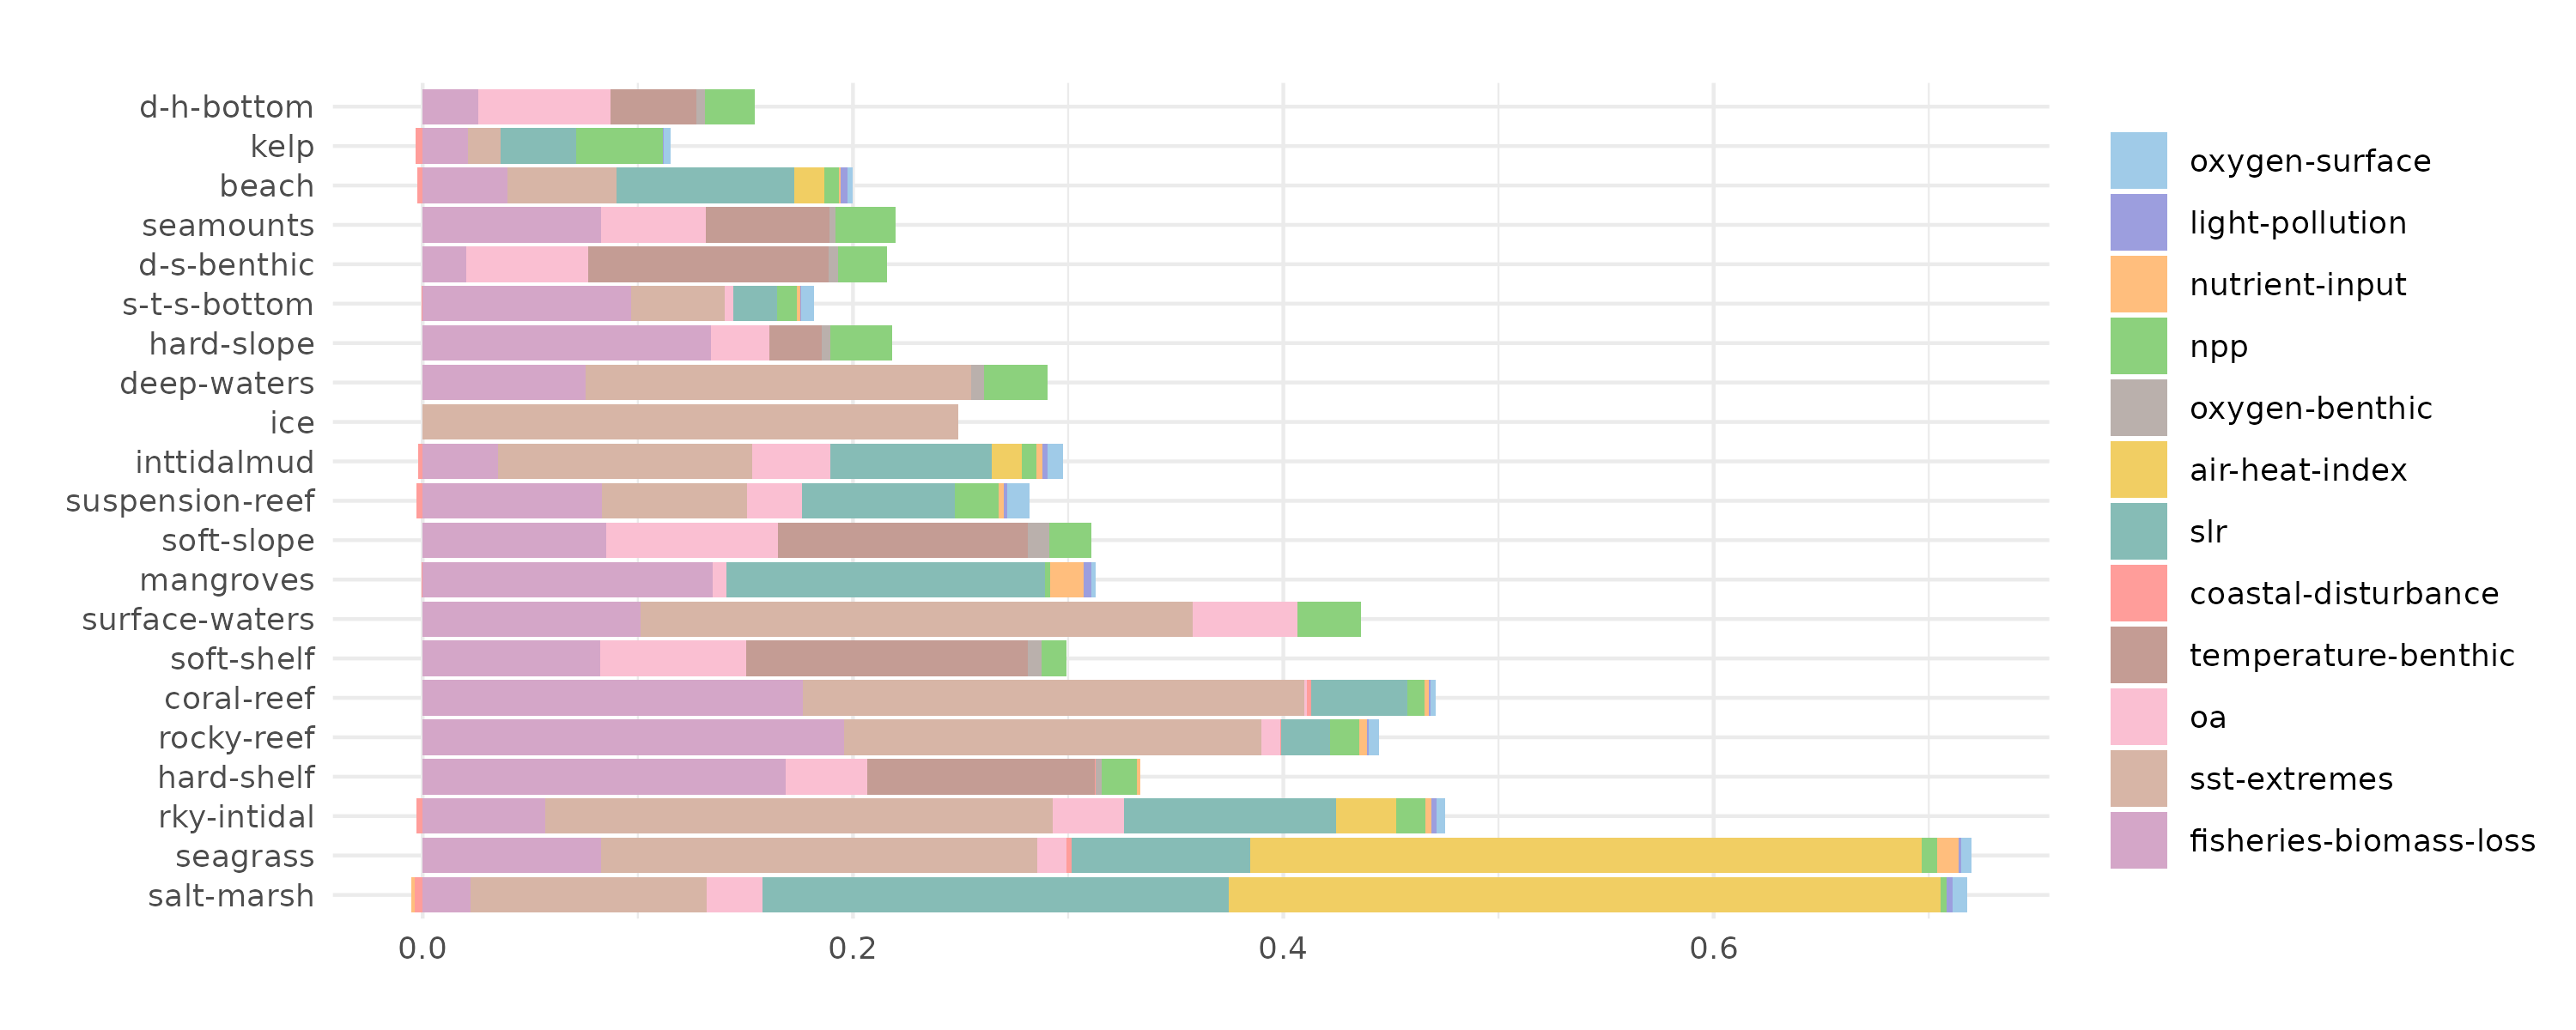 d-h-bottom
kelp
beach
seamounts
d-s-benthic
s-t-s-bottom
hard-slope
deep-waters
ice
inttidalmud
suspension-reef
soft-slope
mangroves
surface-waters
soft-shelf
coral-reef
rocky-reef
hard-shelf
rky-intidal
seagrass
salt-marsh
0.0 0.2 0.4 0.6
oxygen-surface
light-pollution
nutrient-input
npp
oxygen-benthic
air-heat-index
slr
coastal-disturbance
temperature-benthic
oa
sst-extremes
fisheries-biomass-loss